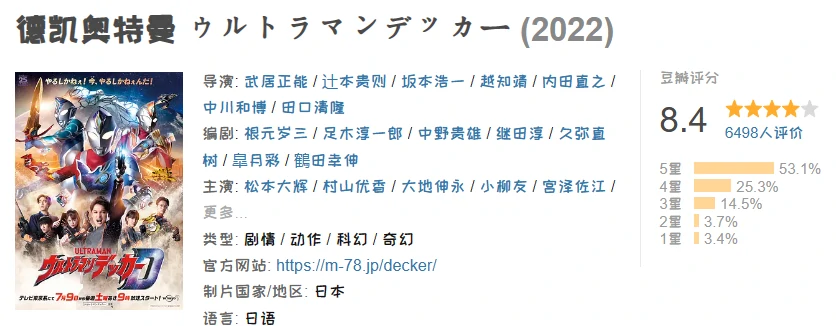 德凯奥特曼 ウルトラマンデッカー (2022)
やるしかねぇ!今、やるしかねぇんだ!
ULTRAMAN
ウルトラマンデッカー
D
テレビ東京系にて 7月9日 毎週土曜あさ9時放送スタート!
导演: 武居正能 / 辻本贵则 / 坂本浩一 / 越知靖 / 内田直之 /
中川和博 / 田口清隆
编剧: 根元岁三 / 足木淳一郎 / 中野贵雄 / 继田淳 / 久弥直
树 / 皐月彩 / 鹤田幸伸
主演: 松本大辉 / 村山优香 / 大地伸永 / 小柳友 / 宫泽佐江 /
更多...
类型: 剧情 / 动作 / 科幻 / 奇幻
官方网站: https://m-78.jp/decker/
制片国家/地区: 日本
语言: 日语
豆瓣评分
8.4
6498人评价
5星 53.1%
4星 25.3%
3星 14.5%
2星 3.7%
1星 3.4%